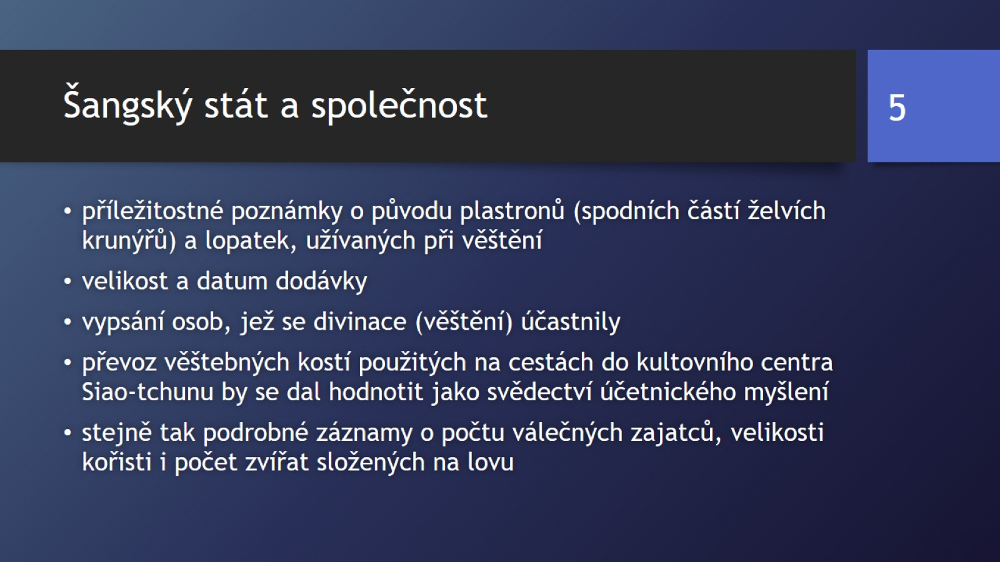 Šangský stát a společnost
5
• příležitostné poznámky o původu plastronů (spodních částí želvích
krunýřů) a lopatek, užívaných při věštění
• velikost a datum dodávky
• vypsání osob, jež se divinace (věštění) účastnily
• převoz věštebných kostí použitých na cestách do kultovního centra
Siao-tchunu by se dal hodnotit jako svědectví účetnického myšlení
• stejně tak podrobné záznamy o počtu válečných zajatců, velikosti
kořisti i počet zvířat složených na lovu